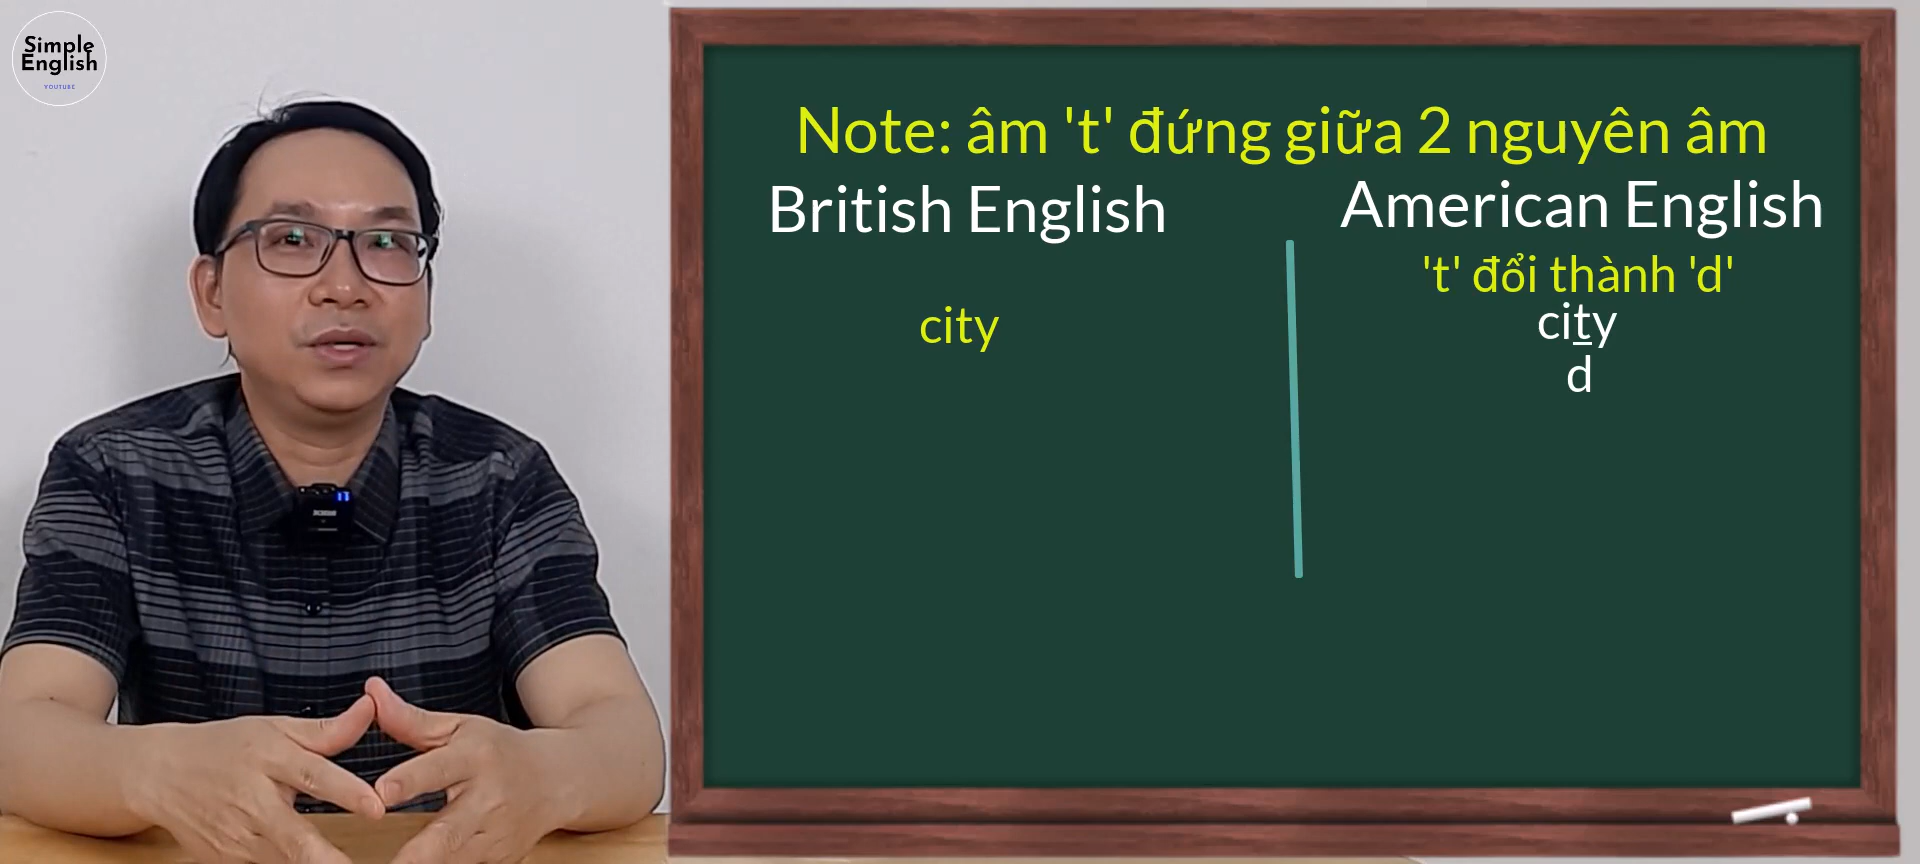 Simple
English
YOUTUBE
Note: âm 't' đứng giữa 2 nguyên âm
British English
American English
't' đổi thành 'd'
city
city
d